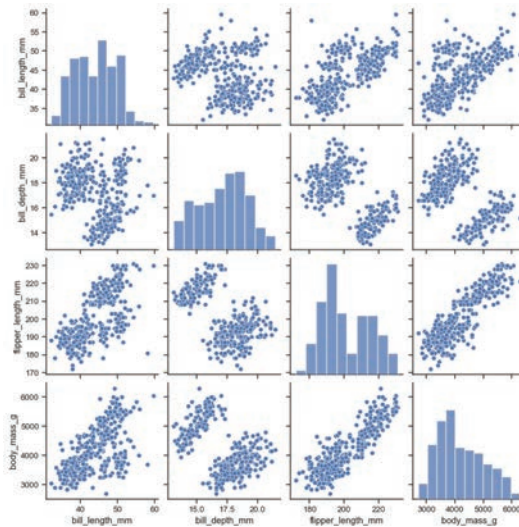 bill_length_mm
60
55
50
45
40
35
bill_depth_mm
20
18
16
14
flipper_length_mm
230
220
210
200
190
180
170
body_mass_g
6000
5000
4000
3000
40 50 60
15.0 17.5 20.0
180 200 220
3000 4000 5000 6000
bill_length_mm bill_depth_mm flipper_length_mm body_mass_g